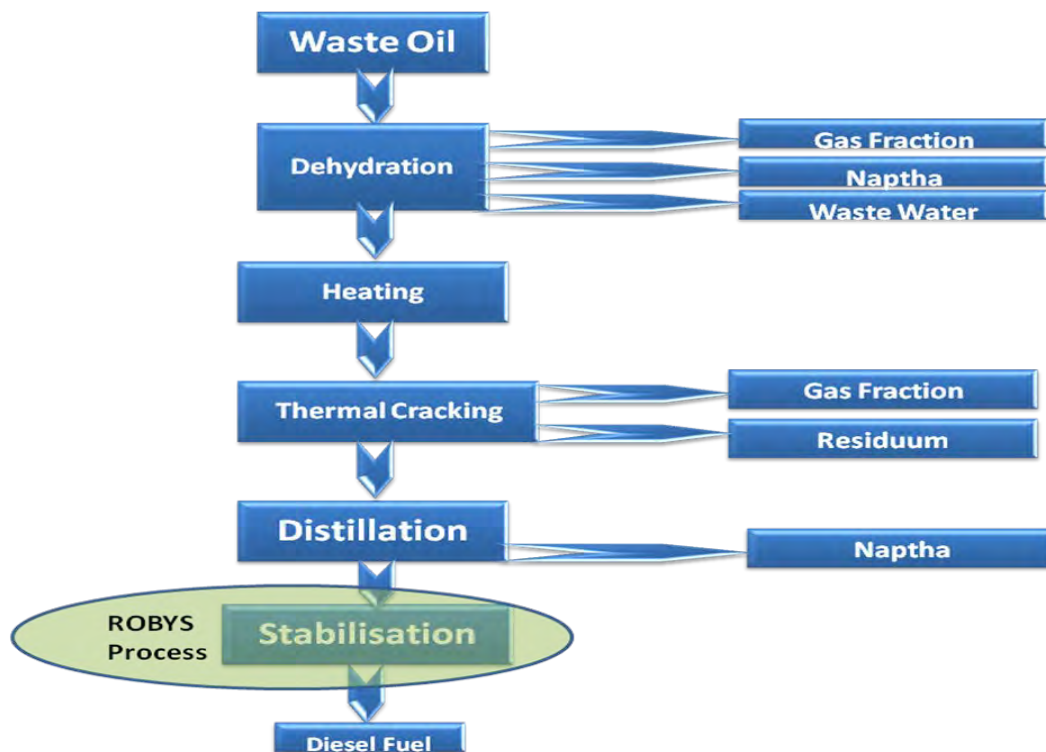 Waste Oil
Dehydration
Gas Fraction
Naptha
Waste Water
Heating
Thermal Cracking
Gas Fraction
Residuum
Distillation
Naptha
ROBYS
Process
Stabilisation
Diesel Fuel